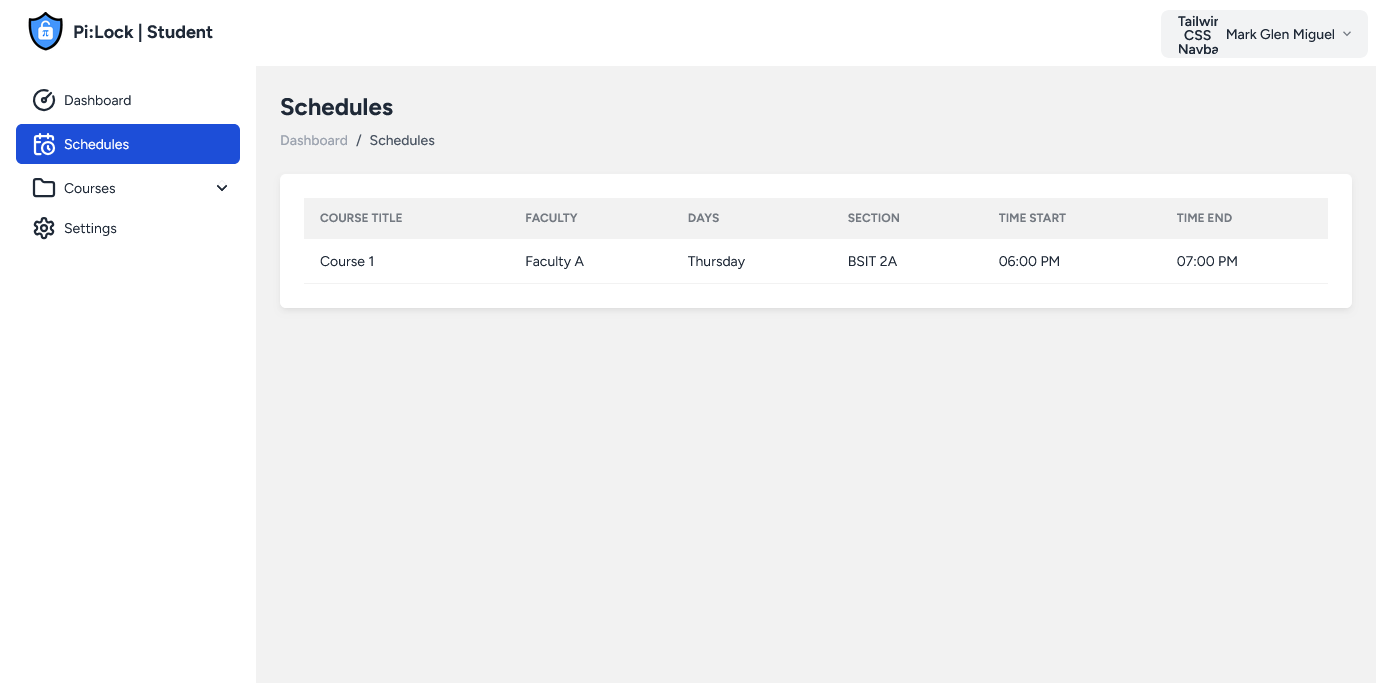 Pi:Lock | Student
Tailwin
CSS
Navba
Mark Glen Miguel
Dashboard
Schedules
Courses
Settings
Schedules
Dashboard / Schedules
COURSE TITLE FACULTY DAYS SECTION TIME START TIME END
Course 1 Faculty A Thursday BSIT 2A 06:00 PM 07:00 PM